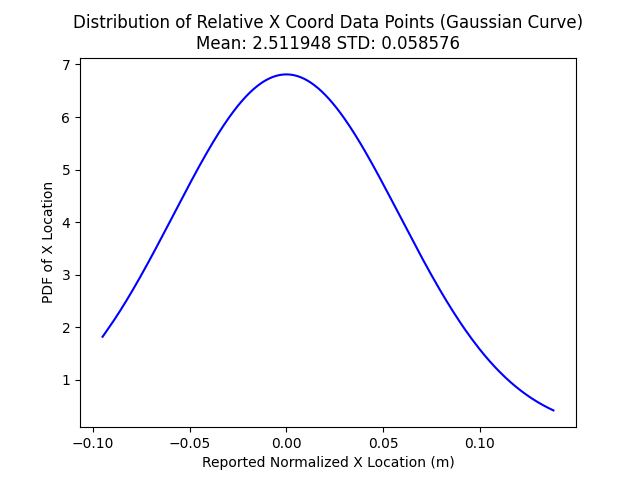 Distribution of Relative X Coord Data Points (Gaussian Curve)
Mean: 2.511948 STD: 0.058576
7
6
5
4
3
2
1
PDF of X Location
−0.10 −0.05 0.00 0.05 0.10
Reported Normalized X Location (m)